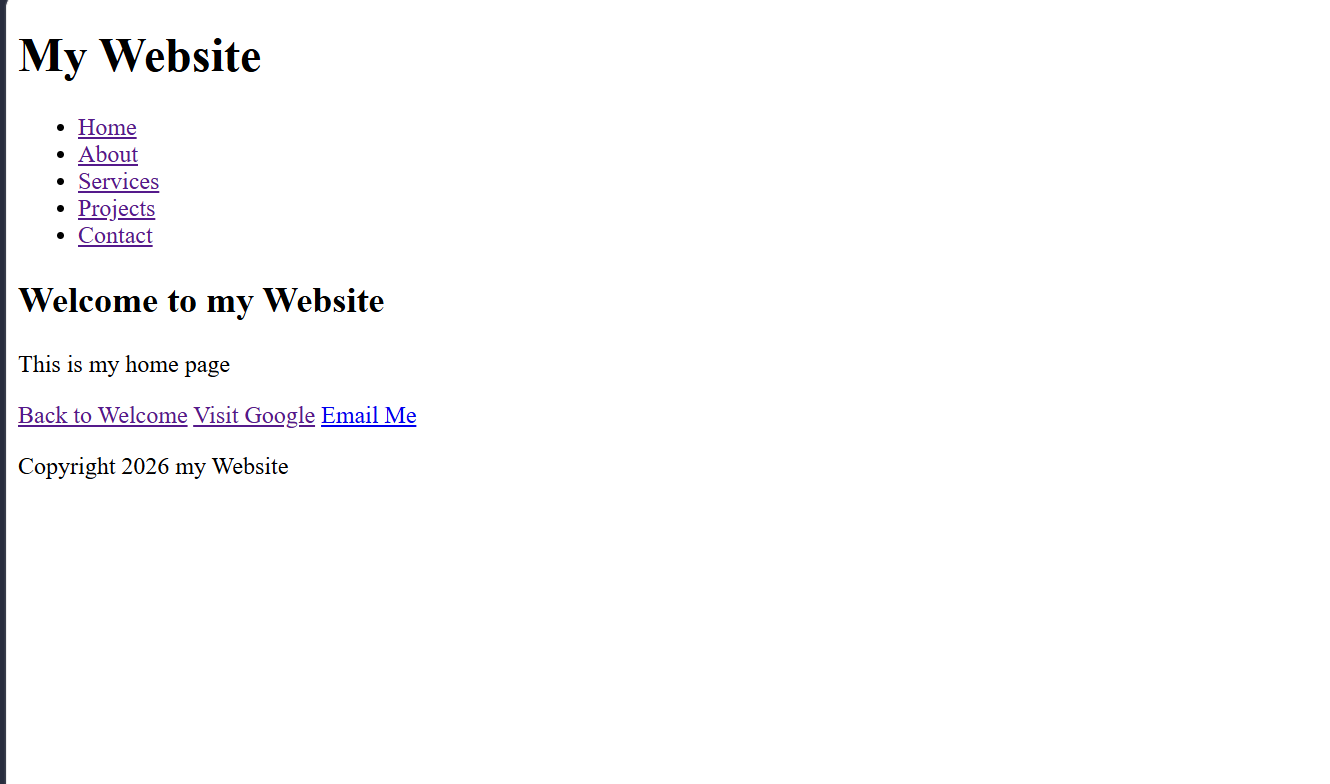 My Website
Home
About
Services
Projects
Contact
Welcome to my Website
This is my home page
Back to Welcome Visit Google Email Me
Copyright 2026 my Website